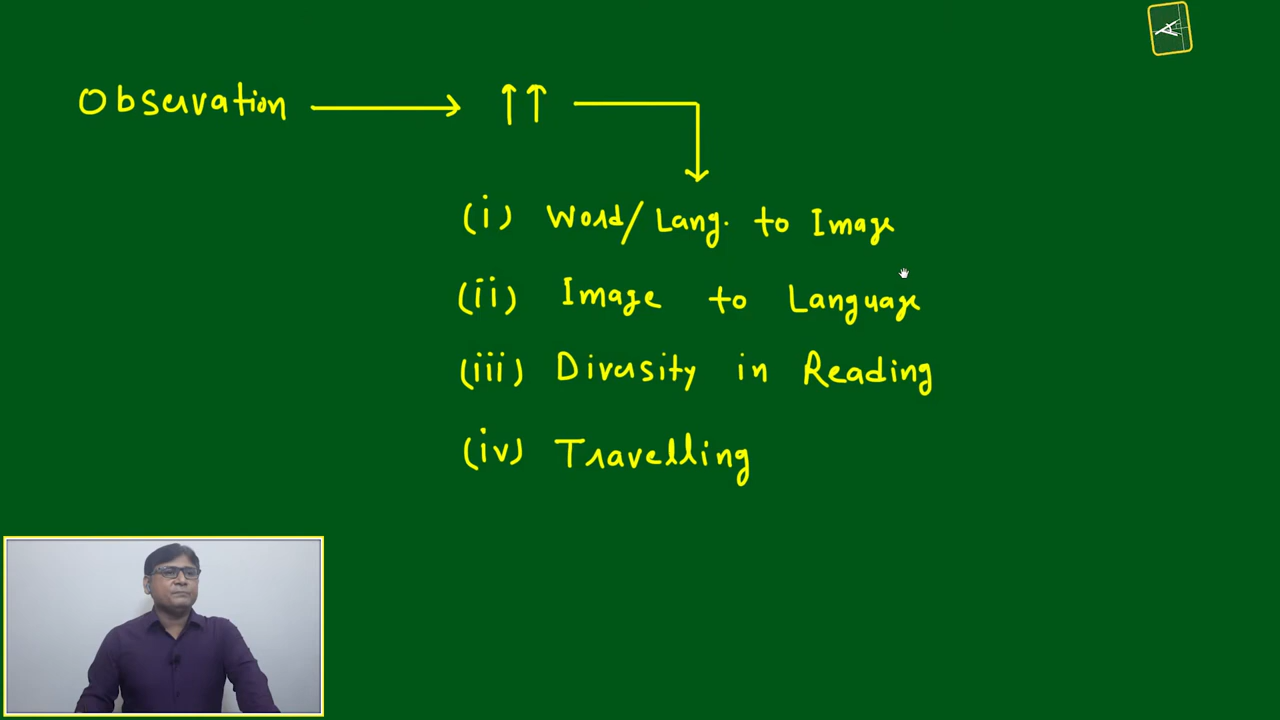 Observation → ↑↑
(i) Word/Lang. to Image
(ii) Image to Language
(iii) Diversity in Reading
(iv) Travelling